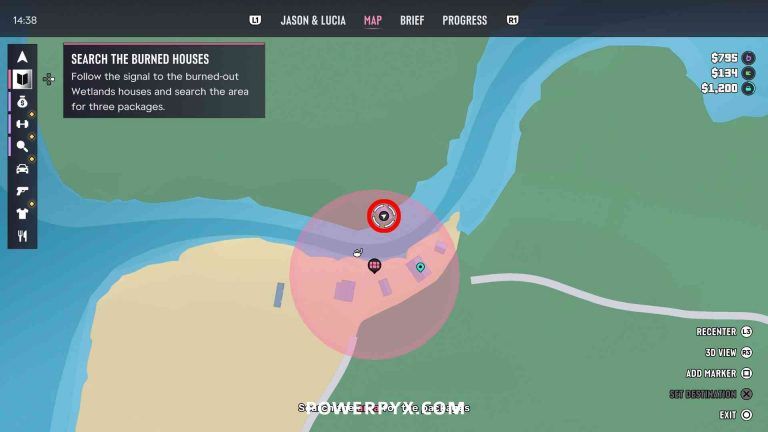 14:38
L1 JASON & LUCIA MAP BRIEF PROGRESS R1
SEARCH THE BURNED HOUSES
Follow the signal to the burned-out
Wetlands houses and search the area
for three packages.
$795
$134
$1,200
RECENTER L3
3D VIEW R3
ADD MARKER
SET DESTINATION
EXIT
POWERPYX.COM